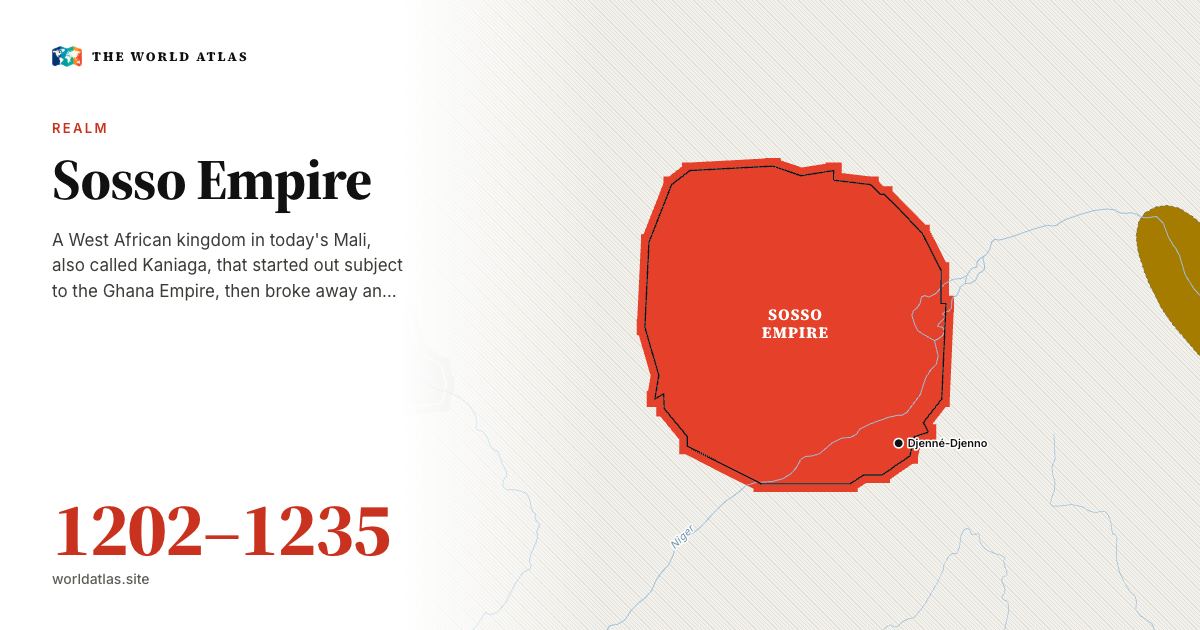 THE WORLD ATLAS
REALM
Sosso Empire
A West African kingdom in today's Mali,
also called Kaniaga, that started out subject
to the Ghana Empire, then broke away an...
1202–1235
worldatlas.site
SOSSO
EMPIRE
Djenné-Djenno
Niger